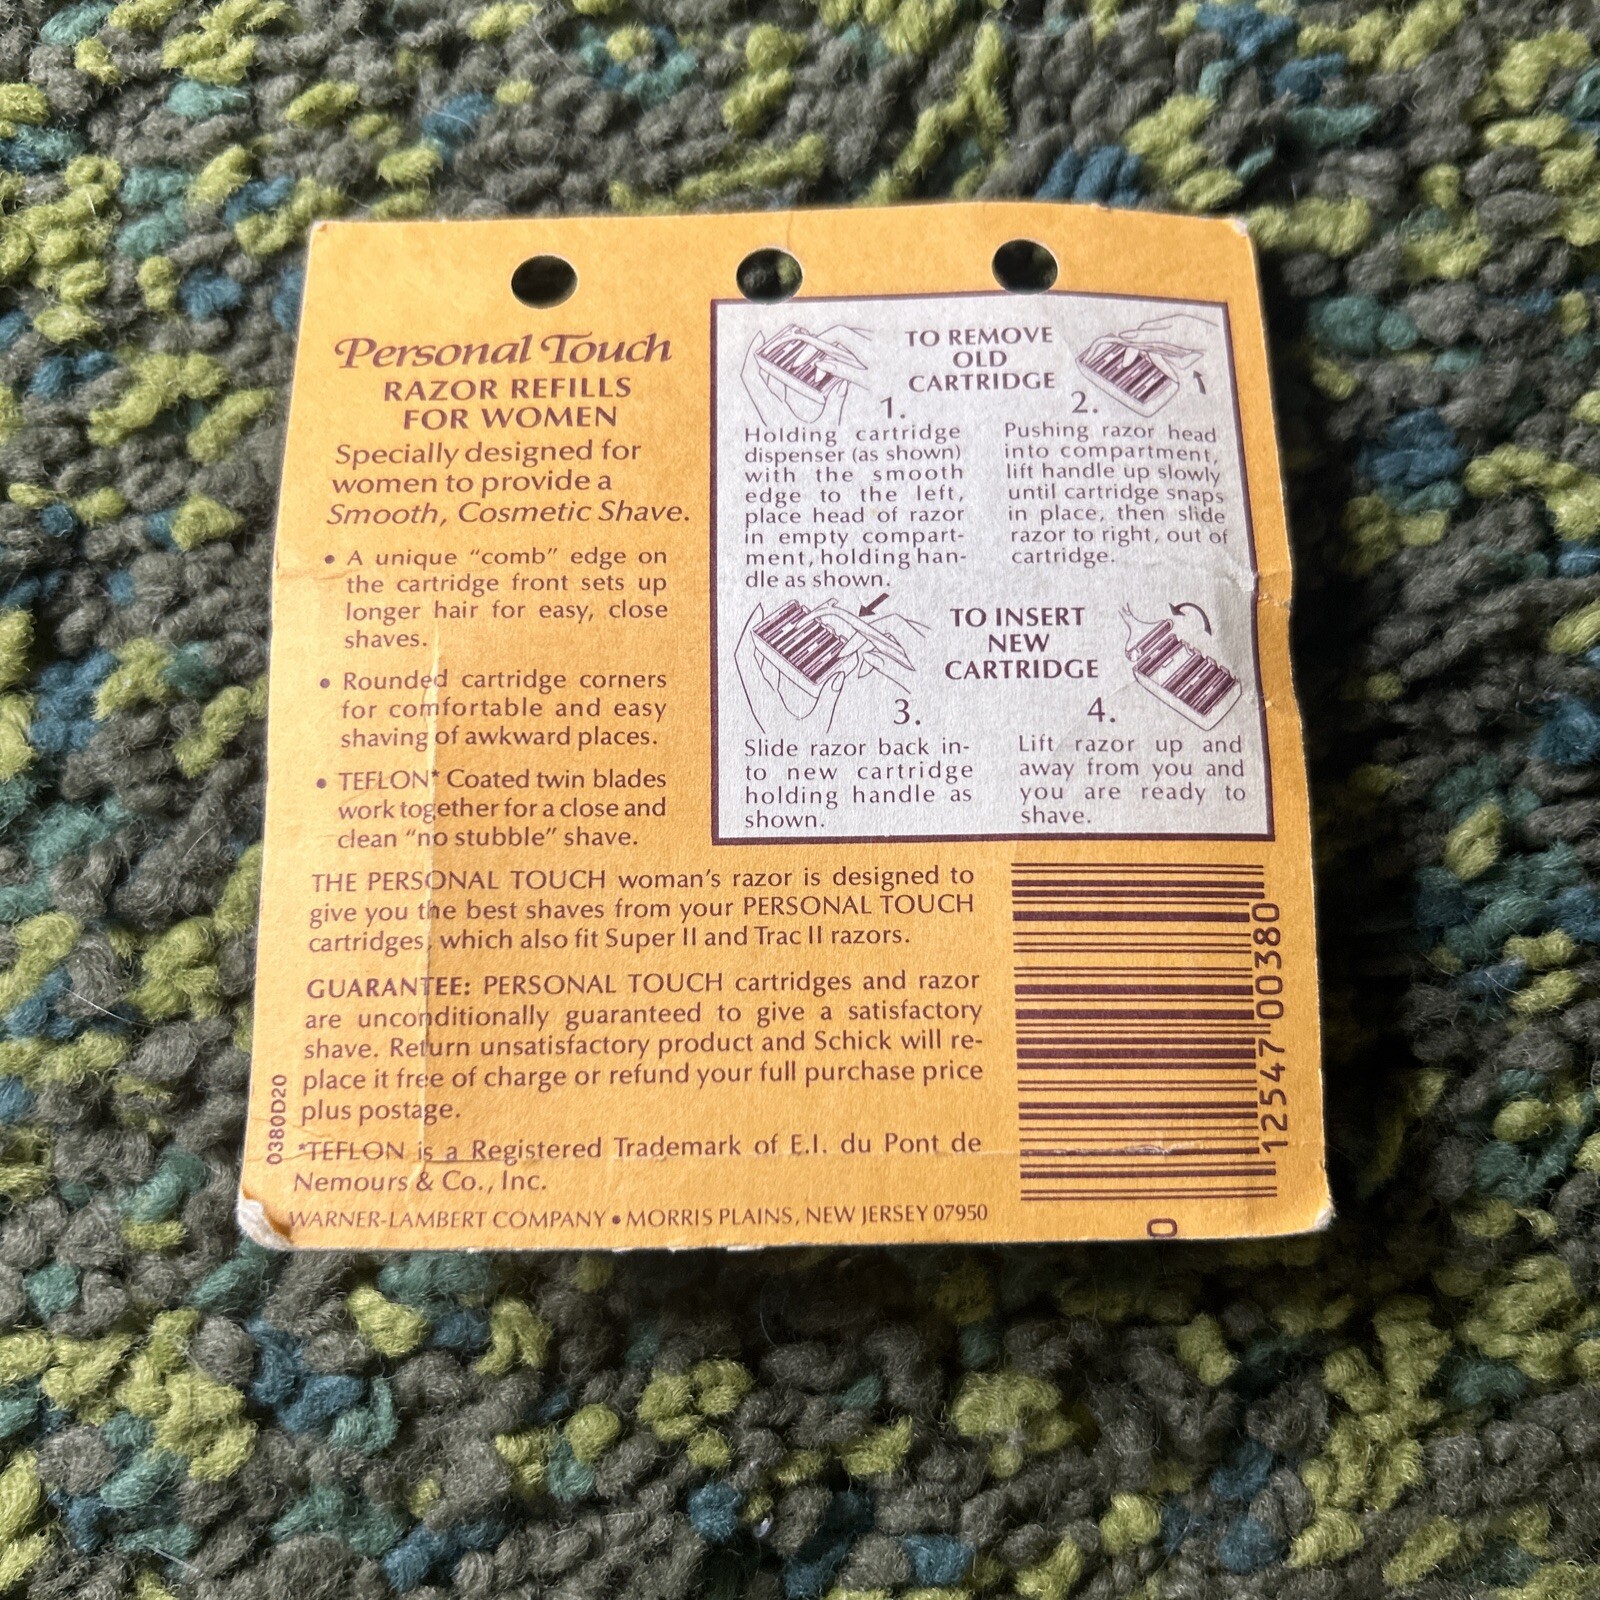 Personal Touch
RAZOR REFILLS
FOR WOMEN
Specially designed for
women to provide a
Smooth, Cosmetic Shave.
• A unique “comb” edge on
the cartridge front sets up
longer hair for easy, close
shaves.
• Rounded cartridge corners
for comfortable and easy
shaving of awkward places.
• TEFLON* Coated twin blades
work together for a close and
clean “no stubble” shave.
TO REMOVE
OLD
CARTRIDGE
1.
Holding cartridge
dispenser (as shown)
with the smooth
edge to the left,
place head of razor
in empty compart-
ment, holding han-
dle as shown.
2.
Pushing razor head
into compartment,
lift handle up slowly
until cartridge snaps
in place, then slide
razor to right, out of
cartridge.
TO INSERT
NEW
CARTRIDGE
3.
Slide razor back in-
to new cartridge
holding handle as
shown.
4.
Lift razor up and
away from you and
you are ready to
shave.
THE PERSONAL TOUCH woman’s razor is designed to
give you the best shaves from your PERSONAL TOUCH
cartridges, which also fit Super II and Trac II razors.
GUARANTEE: PERSONAL TOUCH cartridges and razor
are unconditionally guaranteed to give a satisfactory
shave. Return unsatisfactory product and Schick will re-
place it free of charge or refund your full purchase price
plus postage.
*TEFLON is a Registered Trademark of E.I. du Pont de
Nemours & Co., Inc.
WARNER-LAMBERT COMPANY • MORRIS PLAINS, NEW JERSEY 07950
0380D20
0
12547 00380